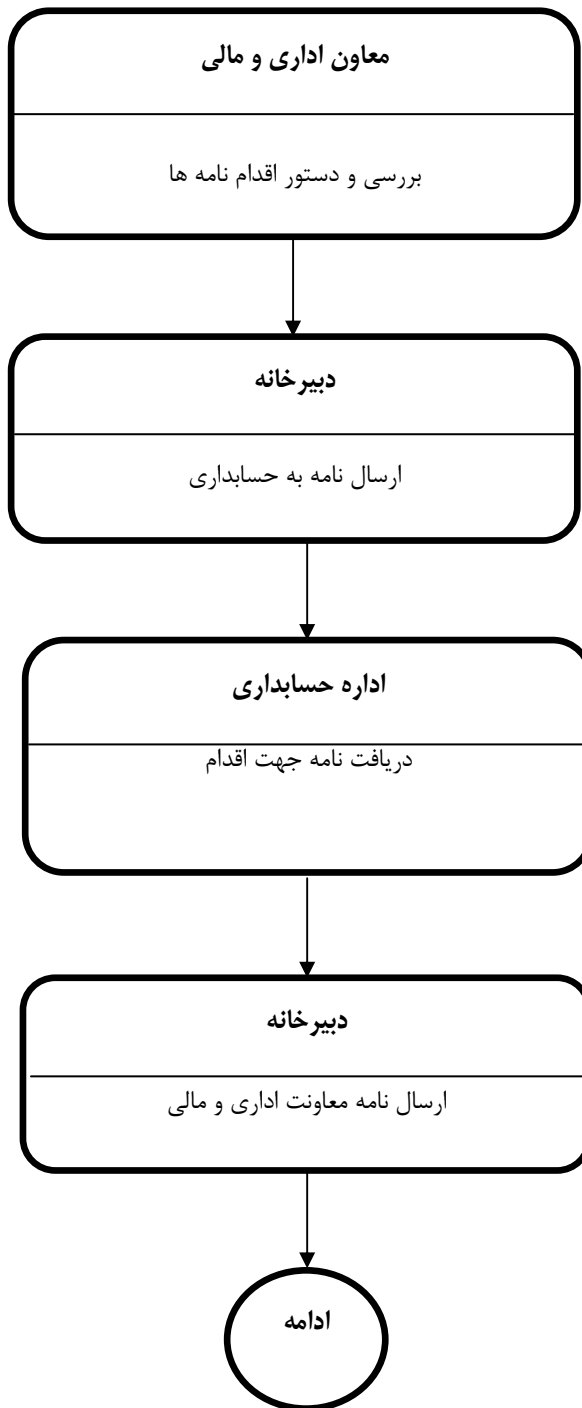 معاون اداری و مالی
بررسی و دستور اقدام نامه ها
دبیرخانه
ارسال نامه به حسابداری
اداره حسابداری
دریافت نامه جهت اقدام
دبیرخانه
ارسال نامه معاونت اداری و مالی
ادامه